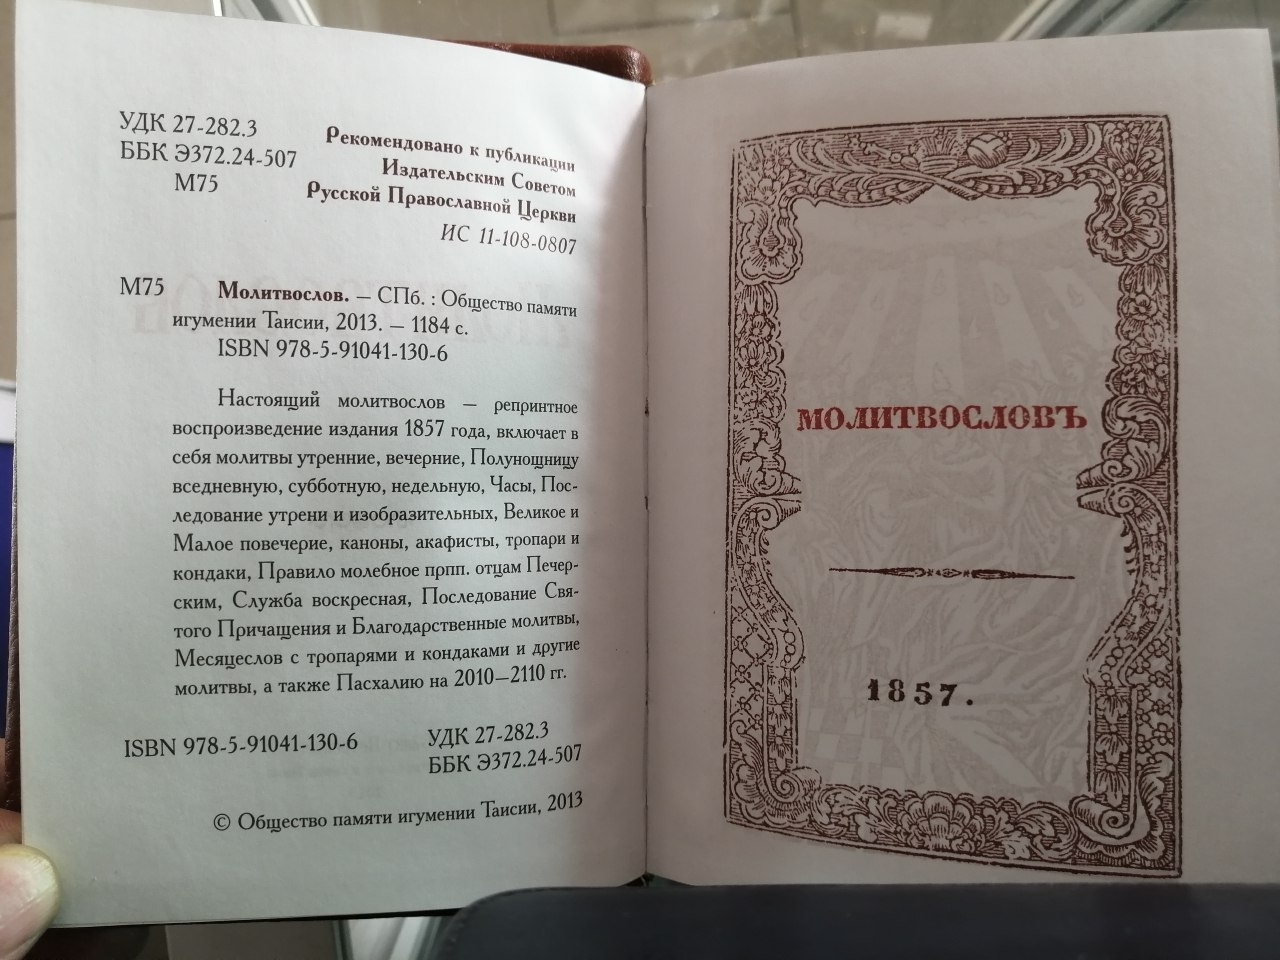 УДК 27-282.3
ББК Э372.24-507
М75
Рекомендовано к публикации
Издательским Советом
Русской Православной Церкви
ИС 11-108-0807
М75 Молитвослов. — СПб. : Общество памяти
игумении Таисии, 2013. — 1184 с.
ISBN 978-5-91041-130-6
Настоящий молитвослов — репринтное
воспроизведение издания 1857 года, включает в
себя молитвы утренние, вечерние, Полунощницу
вседневную, субботную, недельную, Часы, Пос-
ледование утрени и изобразительных, Великое и
Малое повечерие, каноны, акафисты, тропари и
кондаки, Правило молебное прпп. отцам Печер-
ским, Служба воскресная, Последование Свя-
того Причащения и Благодарственные молитвы,
Месяцеслов с тропарями и кондаками и другие
молитвы, а также Пасхалию на 2010—2110 гг.
ISBN 978-5-91041-130-6
УДК 27-282.3
ББК Э372.24-507
© Общество памяти игумении Таисии, 2013
МОЛИТВОСЛОВЪ
1857.